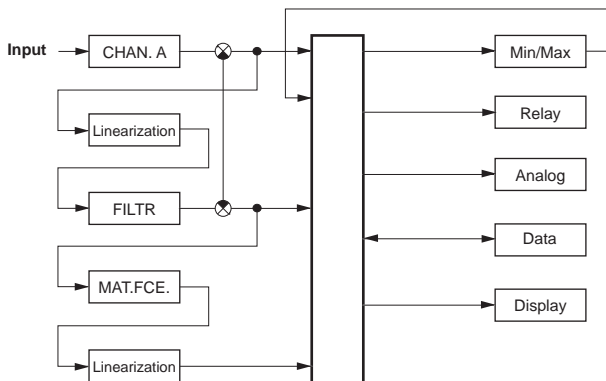 Input
CHAN. A
Min/Max
Linearization
Relay
Analog
FILTR
Data
MAT.FCE.
Display
Linearization